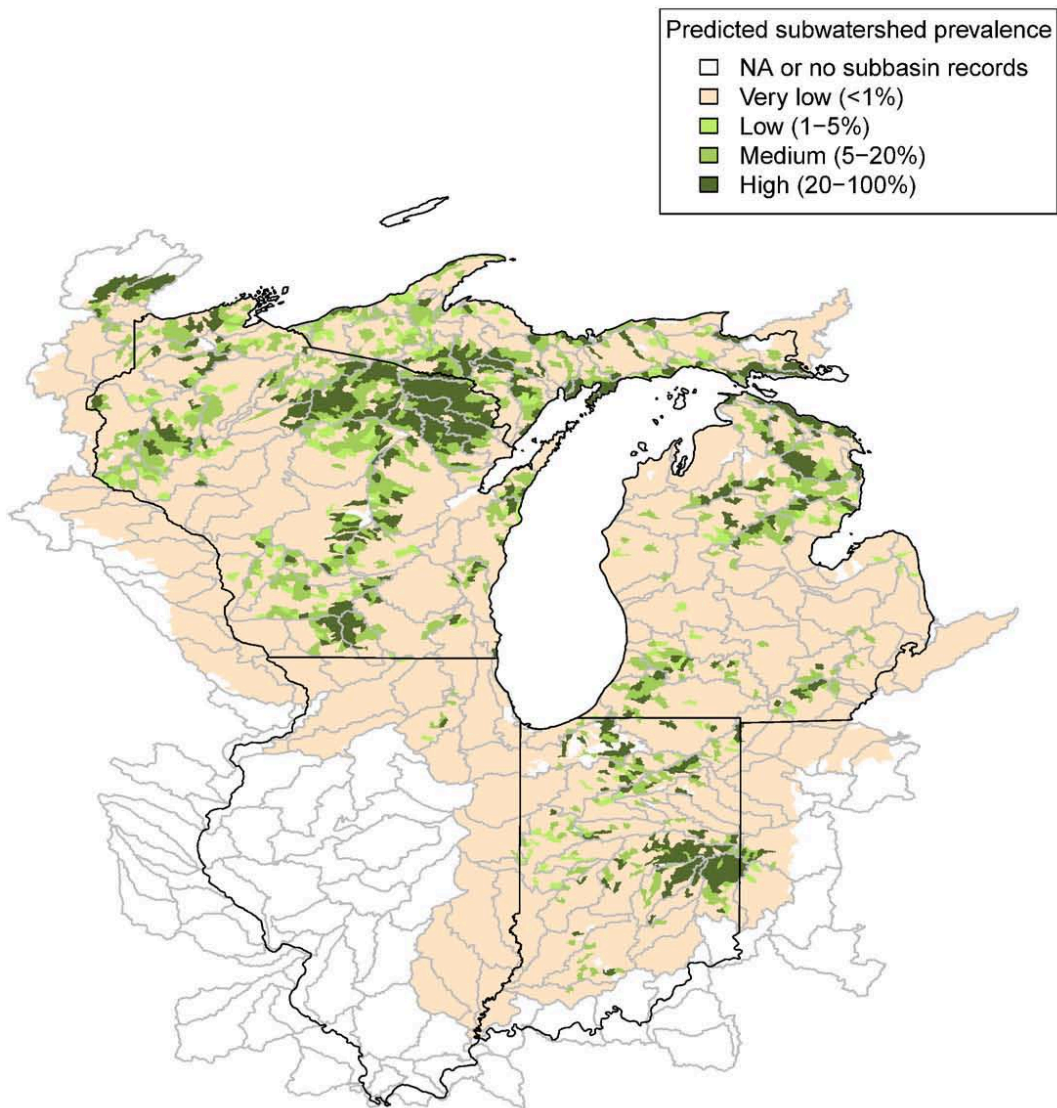 Predicted subwatershed prevalence
NA or no subbasin records
Very low (<1%)
Low (1−5%)
Medium (5−20%)
High (20−100%)